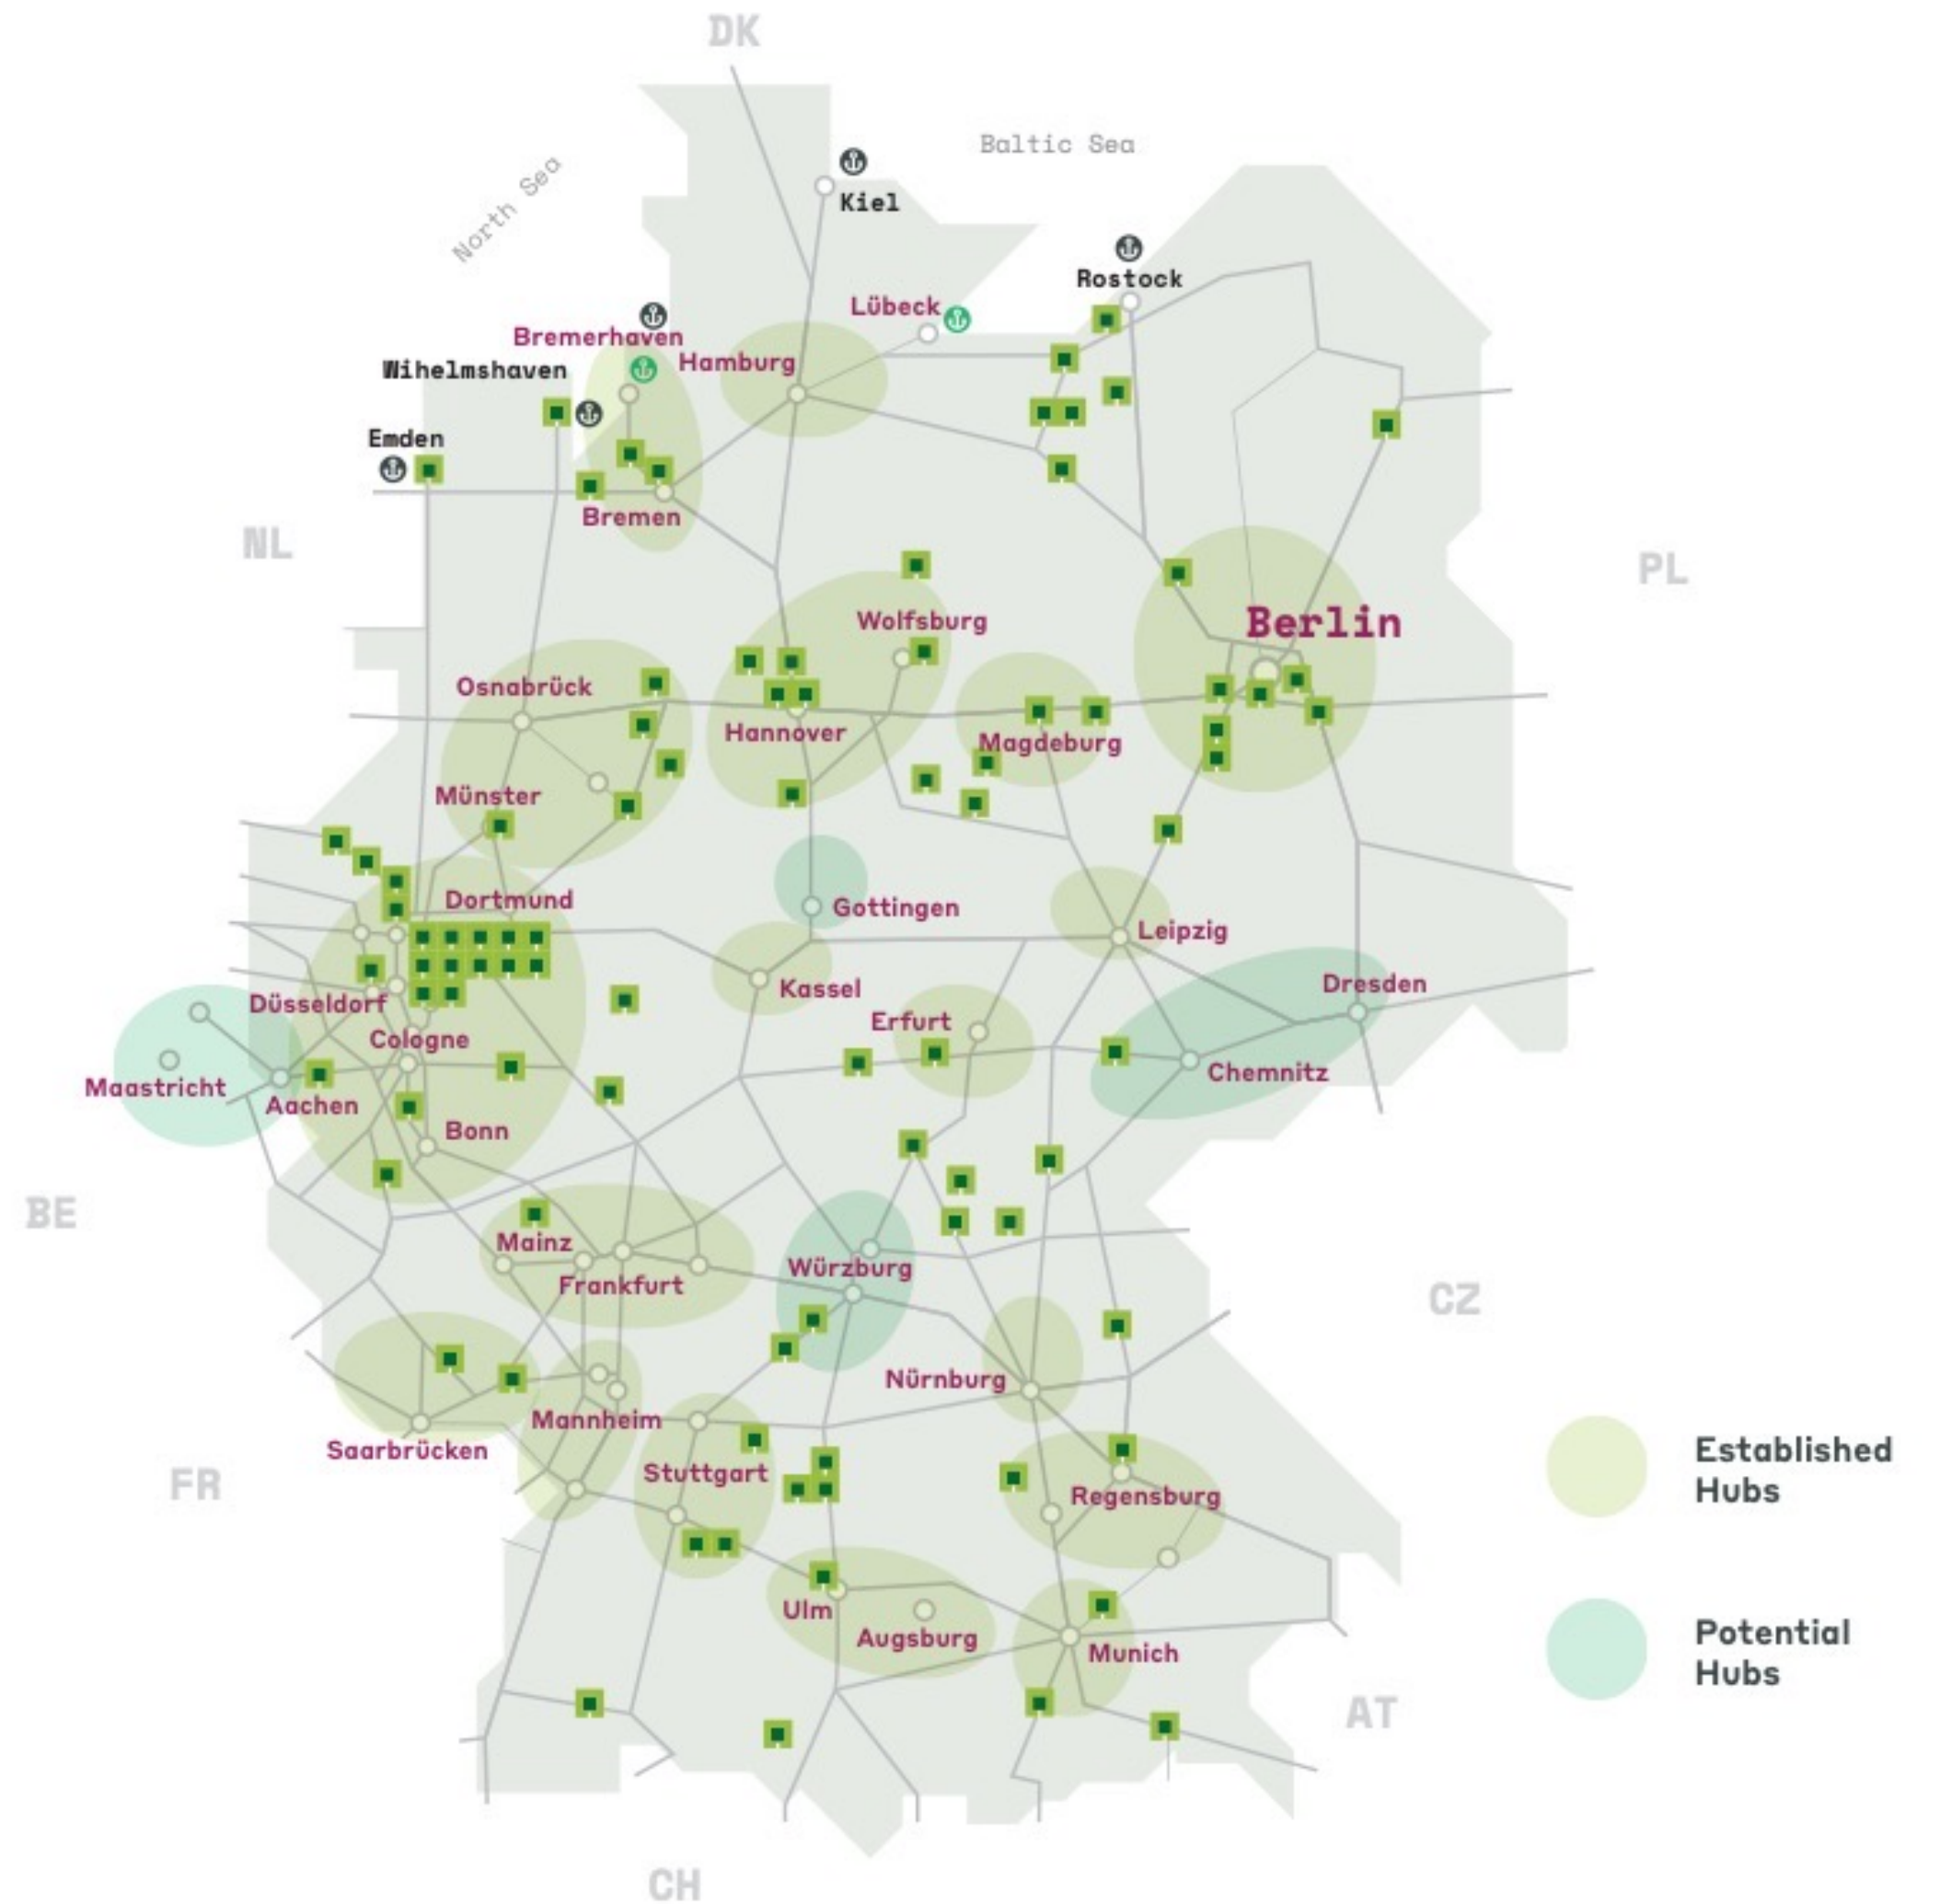 DK
Baltic Sea
North Sea
Kiel
Rostock
Lübeck
Bremerhaven
Hamburg
Wihelmshaven
Emden
Bremen
NL
PL
Wolfsburg
Berlin
Osnabrück
Hannover
Magdeburg
Münster
Dortmund
Gottingen
Leipzig
Kassel
Dresden
Düsseldorf
Erfurt
Cologne
Chemnitz
Maastricht
Aachen
Bonn
BE
Mainz
Würzburg
Frankfurt
CZ
Nürnburg
Mannheim
Saarbrücken
Stuttgart
FR
Regensburg
Established
Hubs
Ulm
Augsburg
Munich
Potential
Hubs
AT
CH